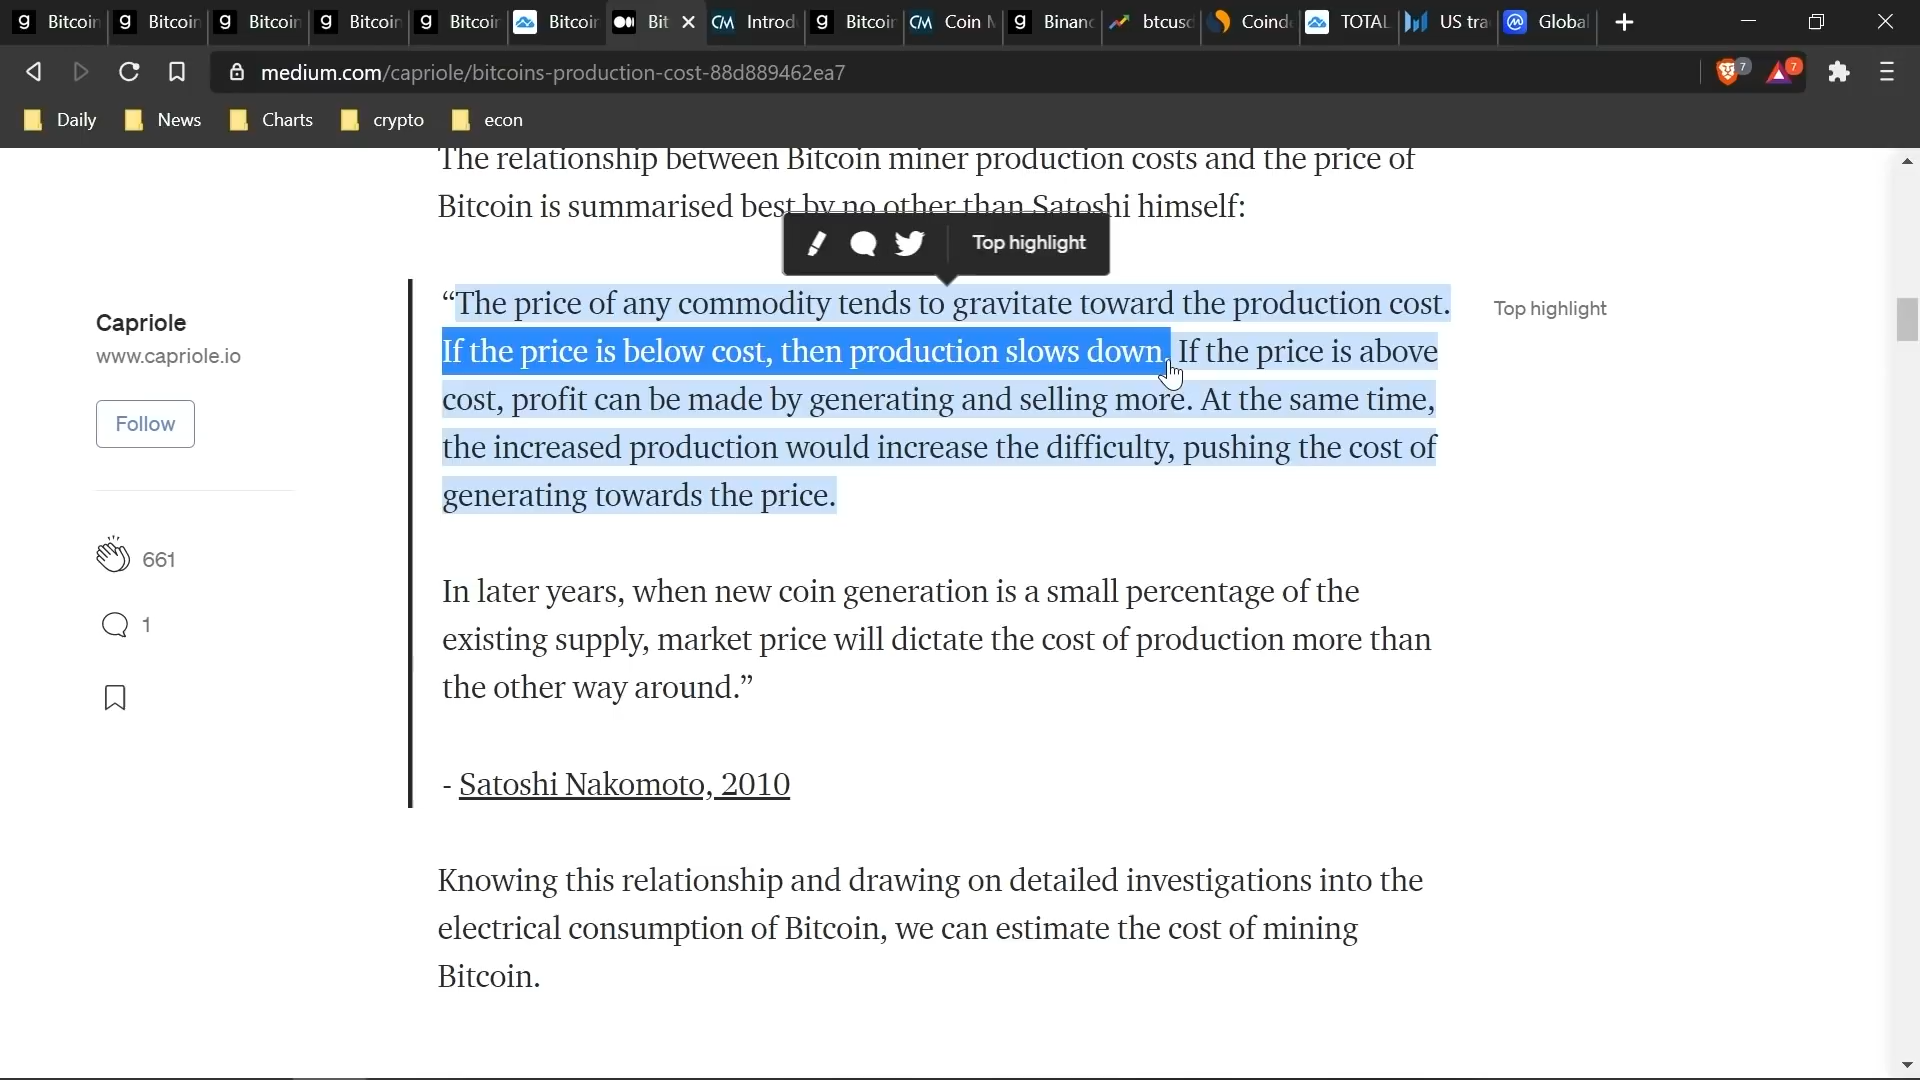 Bitcoin
Bitcoin
Bitcoin
Bitcoin
Bitcoin
Bitcoin
Bit
CM Introd
Bitcoin
CM Coin
Binanc
btcusd
Coind
TOTAL
US tra
Global
medium.com/capriole/bitcoins-production-cost-88d889462ea7
7
7
Daily
News
Charts
crypto
econ
The relationship between Bitcoin miner production costs and the price of
Bitcoin is summarised best by no other than Satoshi himself:
Top highlight
“The price of any commodity tends to gravitate toward the production cost.
If the price is below cost, then production slows down. If the price is above
cost, profit can be made by generating and selling more. At the same time,
the increased production would increase the difficulty, pushing the cost of
generating towards the price.
Top highlight
Capriole
www.capriole.io
Follow
661
1
In later years, when new coin generation is a small percentage of the
existing supply, market price will dictate the cost of production more than
the other way around.”
- Satoshi Nakomoto, 2010
Knowing this relationship and drawing on detailed investigations into the
electrical consumption of Bitcoin, we can estimate the cost of mining
Bitcoin.